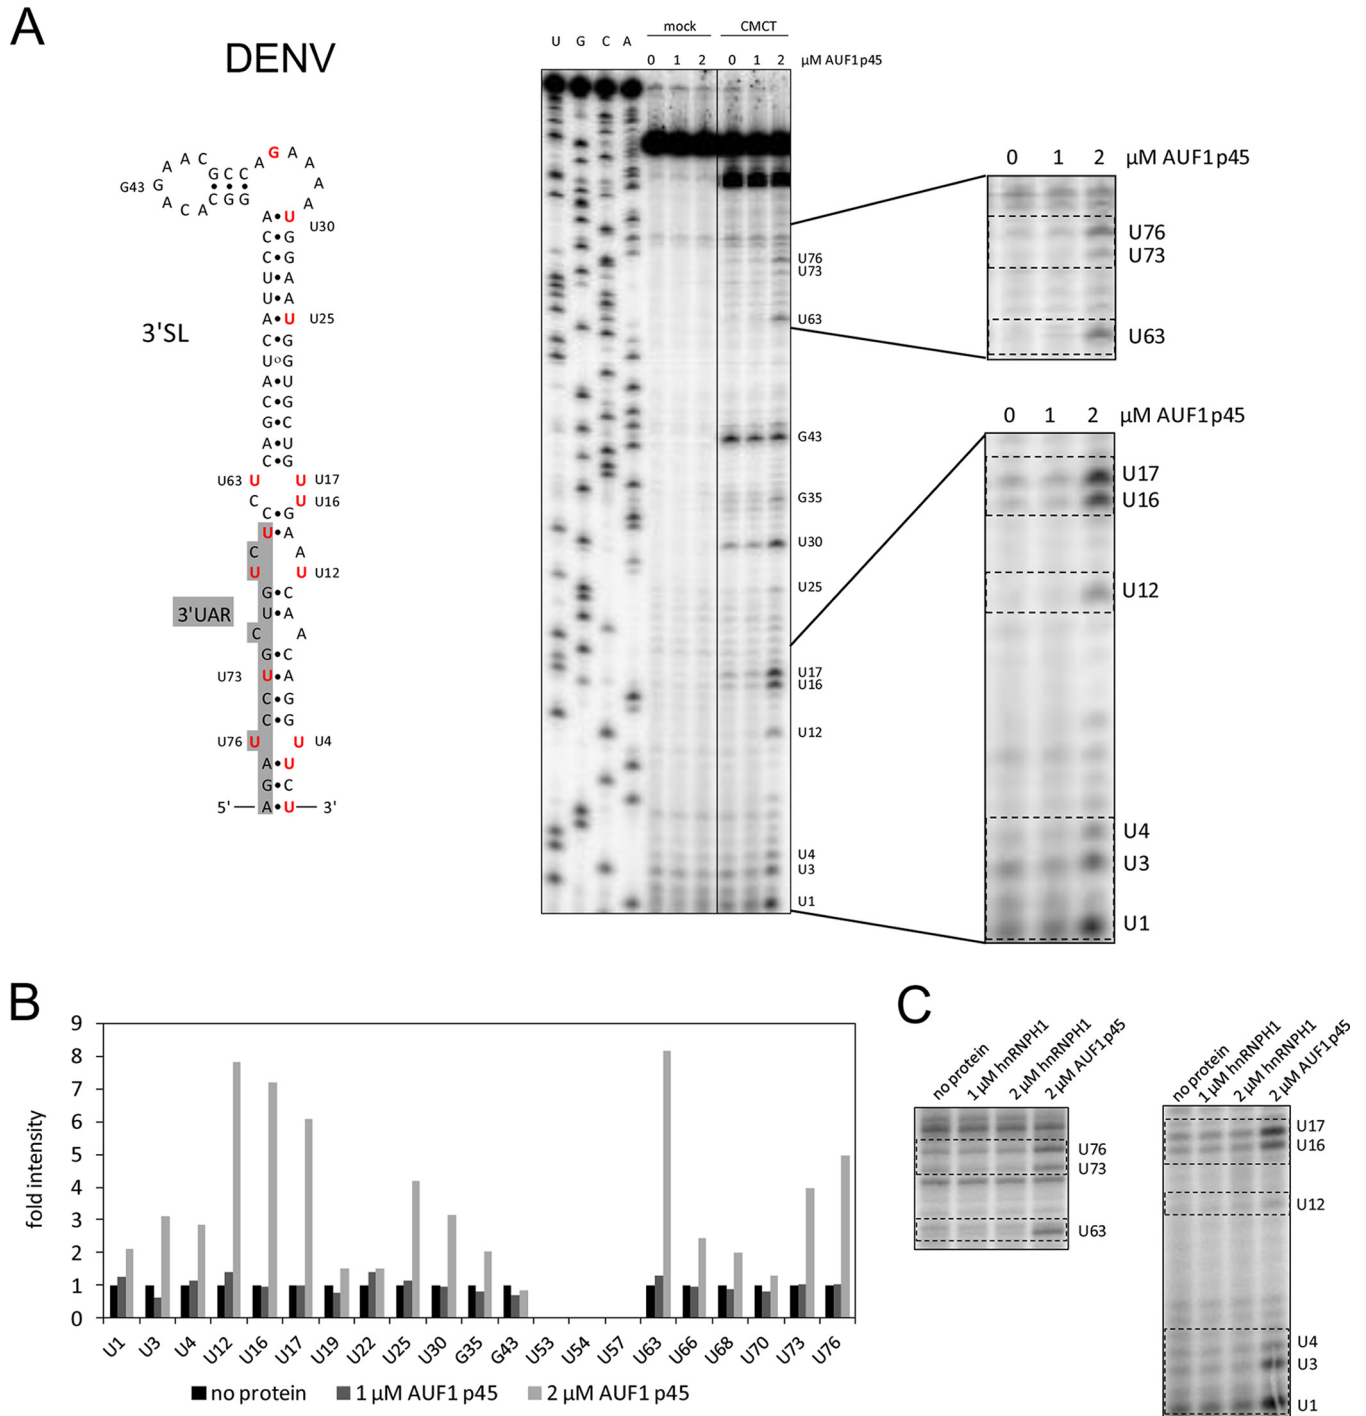 A
DENV
A A C G C C A G A A
G43 G A A
A C A C G G A
A U
U30
C G
C G
U A
U A
A U U25
3'SL
C G
U G
A U
C G
G C
A U
C G
U63 U U U17
C U U16
C G
U A
C A
U U U12
G C
3'UAR
U A
C A
G C
U73 U A
C G
C G
U76 U U U4
A U
G C
5' A U 3'
mock CMCT
U G C A
0 1 2 0 1 2 µM AUF1 p45
U76
U73
U63
G43
G35
U30
U25
U17
U16
U12
U4
U3
U1
0 1 2 µM AUF1 p45
U76
U73
U63
0 1 2 µM AUF1 p45
U17
U16
U12
U4
U3
U1
B
fold intensity
9
8
7
6
5
4
3
2
1
0
U1 U3 U4 U12 U16 U17 U19 U22 U25 U30 G35 G43 U53 U54 U57 U63 U66 U68 U70 U73 U76
no protein 1 µM AUF1 p45 2 µM AUF1 p45
C
no protein
1 µM hnRNPH1
2 µM hnRNPH1
2 µM AUF1 p45
U76
U73
U63
no protein
1 µM hnRNPH1
2 µM hnRNPH1
2 µM AUF1 p45
U17
U16
U12
U4
U3
U1